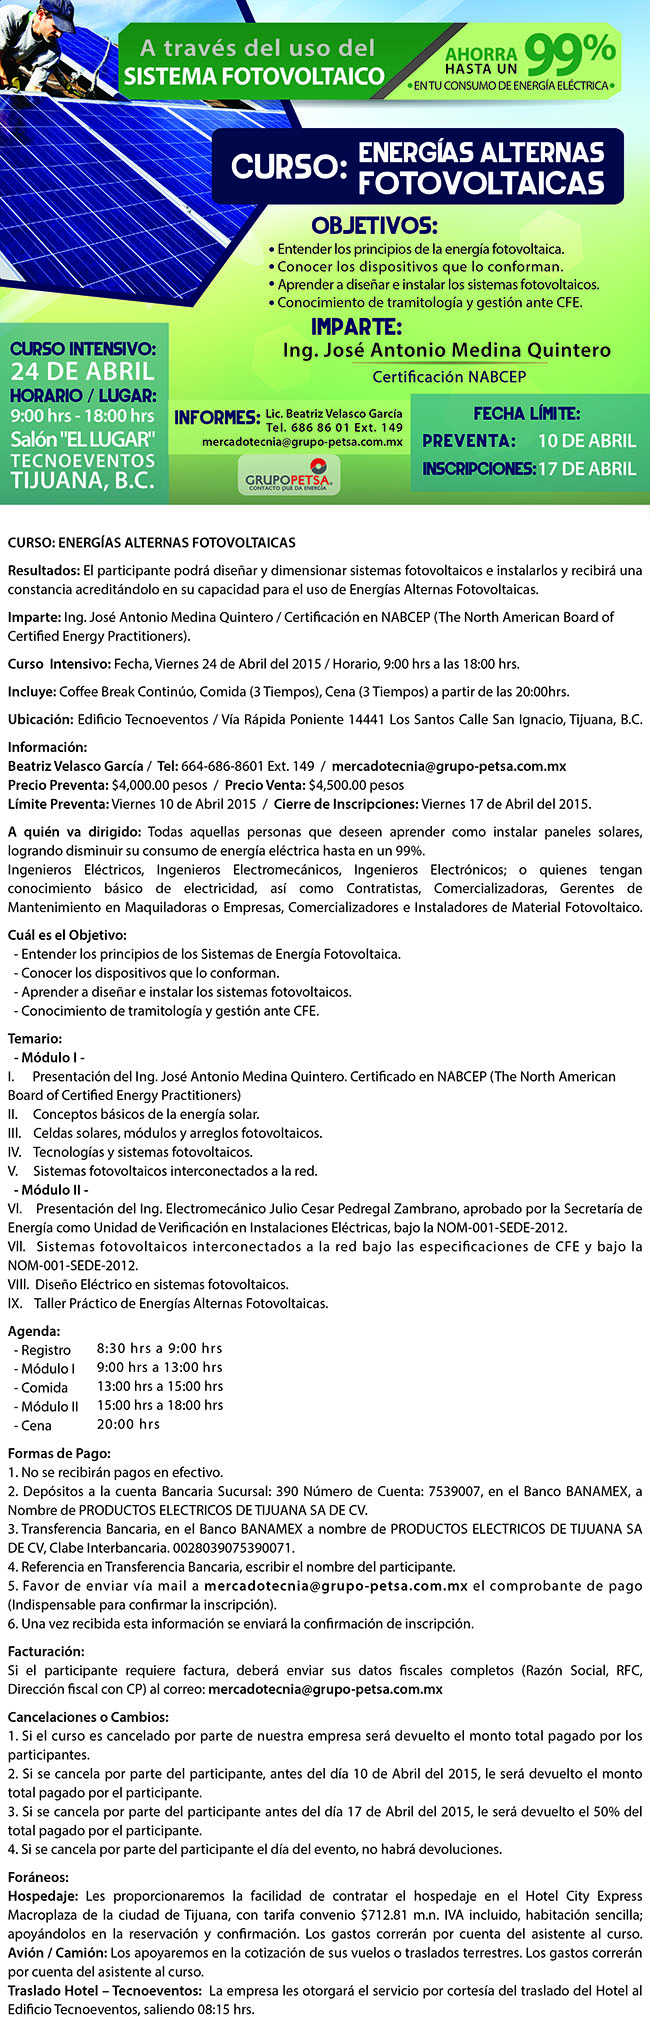 A través del uso del
SISTEMA FOTOVOLTAICO
AHORRA
HASTA UN
99%
• EN TU CONSUMO DE ENERGÍA ELÉCTRICA •
CURSO: ENERGÍAS ALTERNAS
FOTOVOLTAICAS
OBJETIVOS:
• Entender los principios de la energía fotovoltaica.
• Conocer los dispositivos que lo conforman.
• Aprender a diseñar e instalar los sistemas fotovoltaicos.
• Conocimiento de tramitología y gestión ante CFE.
IMPARTE:
Ing. José Antonio Medina Quintero
Certificación NABCEP
CURSO INTENSIVO:
24 DE ABRIL
HORARIO / LUGAR:
9:00 hrs - 18:00 hrs
Salón "EL LUGAR"
TECNOEVENTOS
TIJUANA, B.C.
INFORMES: Lic. Beatriz Velasco García
Tel. 686 86 01 Ext. 149
mercadotecnia@grupo-petsa.com.mx
GRUPOPETSA.
CONTACTO QUE DA ENERGÍA
FECHA LÍMITE:
PREVENTA: 10 DE ABRIL
INSCRIPCIONES: 17 DE ABRIL
CURSO: ENERGÍAS ALTERNAS FOTOVOLTAICAS
Resultados: El participante podrá diseñar y dimensionar sistemas fotovoltaicos e instalarlos y recibirá una
constancia acreditándolo en su capacidad para el uso de Energías Alternas Fotovoltaicas.
Imparte: Ing. José Antonio Medina Quintero / Certificación en NABCEP (The North American Board of
Certified Energy Practitioners).
Curso Intensivo: Fecha, Viernes 24 de Abril del 2015 / Horario, 9:00 hrs a las 18:00 hrs.
Incluye: Coffee Break Continúo, Comida (3 Tiempos), Cena (3 Tiempos) a partir de las 20:00hrs.
Ubicación: Edificio Tecnoeventos / Vía Rápida Poniente 14441 Los Santos Calle San Ignacio, Tijuana, B.C.
Información:
Beatriz Velasco García / Tel: 664-686-8601 Ext. 149 / mercadotecnia@grupo-petsa.com.mx
Precio Preventa: $4,000.00 pesos / Precio Venta: $4,500.00 pesos
Límite Preventa: Viernes 10 de Abril 2015 / Cierre de Inscripciones: Viernes 17 de Abril del 2015.
A quién va dirigido: Todas aquellas personas que deseen aprender como instalar paneles solares,
logrando disminuir su consumo de energía eléctrica hasta en un 99%.
Ingenieros Eléctricos, Ingenieros Electromecánicos, Ingenieros Electrónicos; o quienes tengan
conocimiento básico de electricidad, así como Contratistas, Comercializadoras, Gerentes de
Mantenimiento en Maquiladoras o Empresas, Comercializadores e Instaladores de Material Fotovoltaico.
Cuál es el Objetivo:
- Entender los principios de los Sistemas de Energía Fotovoltaica.
- Conocer los dispositivos que lo conforman.
- Aprender a diseñar e instalar los sistemas fotovoltaicos.
- Conocimiento de tramitología y gestión ante CFE.
Temario:
- Módulo I -
I. Presentación del Ing. José Antonio Medina Quintero. Certificado en NABCEP (The North American
Board of Certified Energy Practitioners)
II. Conceptos básicos de la energía solar.
III. Celdas solares, módulos y arreglos fotovoltaicos.
IV. Tecnologías y sistemas fotovoltaicos.
V. Sistemas fotovoltaicos interconectados a la red.
- Módulo II -
VI. Presentación del Ing. Electromecánico Julio Cesar Pedregal Zambrano, aprobado por la Secretaría de
Energía como Unidad de Verificación en Instalaciones Eléctricas, bajo la NOM-001-SEDE-2012.
VII. Sistemas fotovoltaicos interconectados a la red bajo las especificaciones de CFE y bajo la
NOM-001-SEDE-2012.
VIII. Diseño Eléctrico en sistemas fotovoltaicos.
IX. Taller Práctico de Energías Alternas Fotovoltaicas.
Agenda:
- Registro 8:30 hrs a 9:00 hrs
- Módulo I 9:00 hrs a 13:00 hrs
- Comida 13:00 hrs a 15:00 hrs
- Módulo II 15:00 hrs a 18:00 hrs
- Cena 20:00 hrs
Formas de Pago:
1. No se recibirán pagos en efectivo.
2. Depósitos a la cuenta Bancaria Sucursal: 390 Número de Cuenta: 7539007, en el Banco BANAMEX, a
Nombre de PRODUCTOS ELECTRICOS DE TIJUANA SA DE CV.
3. Transferencia Bancaria, en el Banco BANAMEX a nombre de PRODUCTOS ELECTRICOS DE TIJUANA SA
DE CV, Clabe Interbancaria. 0028039075390071.
4. Referencia en Transferencia Bancaria, escribir el nombre del participante.
5. Favor de enviar vía mail a mercadotecnia@grupo-petsa.com.mx el comprobante de pago
(Indispensable para confirmar la inscripción).
6. Una vez recibida esta información se enviará la confirmación de inscripción.
Facturación:
Si el participante requiere factura, deberá enviar sus datos fiscales completos (Razón Social, RFC,
Dirección fiscal con CP) al correo: mercadotecnia@grupo-petsa.com.mx
Cancelaciones o Cambios:
1. Si el curso es cancelado por parte de nuestra empresa será devuelto el monto total pagado por los
participantes.
2. Si se cancela por parte del participante, antes del día 10 de Abril del 2015, le será devuelto el monto
total pagado por el participante.
3. Si se cancela por parte del participante antes del día 17 de Abril del 2015, le será devuelto el 50% del
total pagado por el participante.
4. Si se cancela por parte del participante el día del evento, no habrá devoluciones.
Foráneos:
Hospedaje: Les proporcionaremos la facilidad de contratar el hospedaje en el Hotel City Express
Macroplaza de la ciudad de Tijuana, con tarifa convenio $712.81 m.n. IVA incluido, habitación sencilla;
apoyándolos en la reservación y confirmación. Los gastos correrán por cuenta del asistente al curso.
Avión / Camión: Los apoyaremos en la cotización de sus vuelos o traslados terrestres. Los gastos correrán
por cuenta del asistente al curso.
Traslado Hotel – Tecnoeventos: La empresa les otorgará el servicio por cortesía del traslado del Hotel al
Edificio Tecnoeventos, saliendo 08:15 hrs.